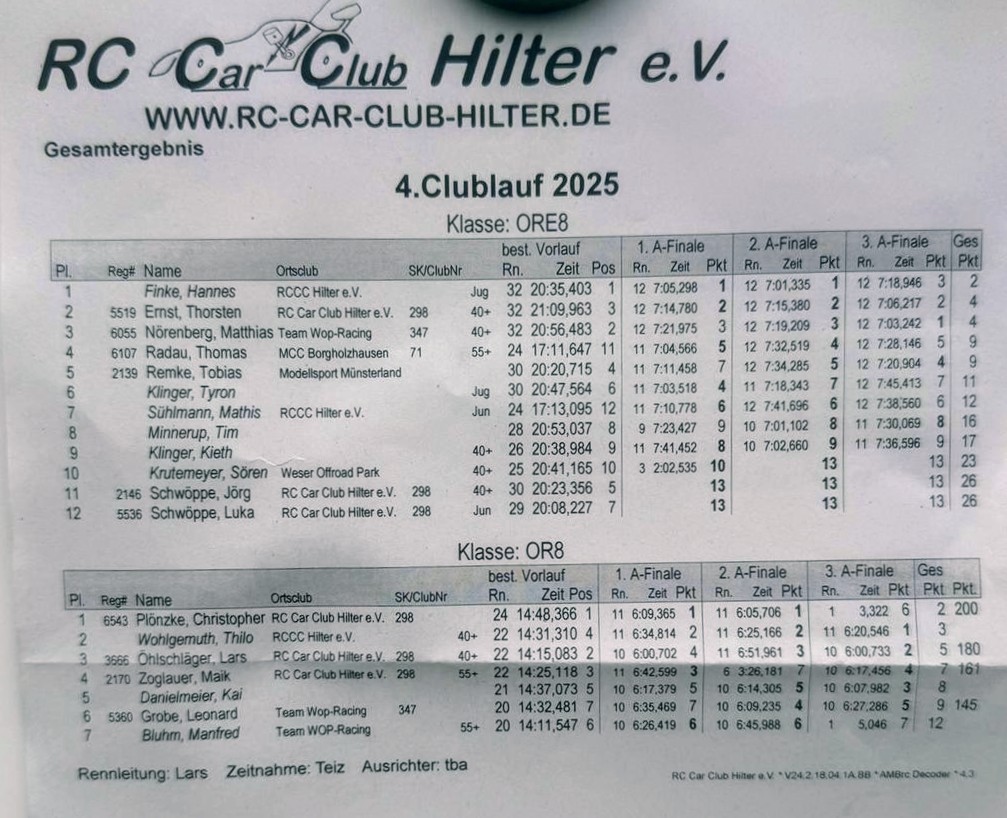 RC Car Club Hilter e.V.
WWW.RC-CAR-CLUB-HILTER.DE
Gesamtergebnis
4.Clublauf 2025
Klasse: ORE8
best. Vorlauf 1. A-Finale 2. A-Finale 3. A-Finale Ges
Pl. Reg# Name Ortsclub SK/ClubNr Rn. Zeit Pos Rn. Zeit Pkt Rn. Zeit Pkt Rn. Zeit Pkt Pkt
1 Finke, Hannes RCCC Hilter e.V. Jug 32 20:35,403 1 12 7:05,298 1 12 7:01,335 1 12 7:18,946 3 2
2 5519 Ernst, Thorsten RC Car Club Hilter e.V. 298 40+ 32 21:09,963 3 12 7:14,780 2 12 7:15,380 2 12 7:06,217 2 4
3 6055 Nörenberg, Matthias Team Wop-Racing 347 40+ 32 20:56,483 2 12 7:21,975 3 12 7:19,209 3 12 7:03,242 1 4
4 6107 Radau, Thomas MCC Borgholzhausen 71 55+ 24 17:11,647 11 11 7:04,566 5 12 7:32,519 4 12 7:28,146 5 9
5 2139 Remke, Tobias Modellsport Münsterland 30 20:20,715 4 11 7:11,458 7 12 7:34,285 5 12 7:20,904 4 9
6 Klinger, Tyron Jug 30 20:47,564 6 11 7:03,518 4 11 7:18,343 7 12 7:45,413 7 11
7 Sühlmann, Mathis RCCC Hilter e.V. Jun 24 17:13,095 12 11 7:10,778 6 12 7:41,696 6 12 7:38,560 6 12
8 Minnerup, Tim 28 20:53,037 8 9 7:23,427 9 10 7:01,102 8 11 7:30,069 8 16
9 Klinger, Kieth 40+ 26 20:38,984 9 11 7:41,452 8 10 7:02,660 9 11 7:36,596 9 17
10 Krutemeyer, Sören Weser Offroad Park 40+ 25 20:41,165 10 3 2:02,535 10 13 13 23
11 2146 Schwöppe, Jörg RC Car Club Hilter e.V. 298 40+ 30 20:23,356 5 13 13 13 26
12 5536 Schwöppe, Luka RC Car Club Hilter e.V. 298 Jun 29 20:08,227 7 13 13 13 26
Klasse: OR8
best. Vorlauf 1. A-Finale 2. A-Finale 3. A-Finale Ges
Pl. Reg# Name Ortsclub SK/ClubNr Rn. Zeit Pos Rn. Zeit Pkt Rn. Zeit Pkt Rn. Zeit Pkt Pkt Pkt.
1 6543 Plönzke, Christopher RC Car Club Hilter e.V. 298 24 14:48,366 1 11 6:09,365 1 11 6:05,706 1 1 3,322 6 2 200
2 Wohlgemuth, Thilo RCCC Hilter e.V. 40+ 22 14:31,310 4 11 6:34,814 2 11 6:25,166 2 11 6:20,546 1 3
3 3666 Öhlschläger, Lars RC Car Club Hilter e.V. 298 40+ 22 14:15,083 2 10 6:00,702 4 11 6:51,961 3 10 6:00,733 2 5 180
4 2170 Zoglauer, Maik RC Car Club Hilter e.V. 298 55+ 22 14:25,118 3 11 6:42,599 3 6 3:26,181 7 10 6:17,456 4 7 161
5 Danielmeier, Kai 21 14:37,073 5 10 6:17,379 5 10 6:14,305 5 10 6:07,982 3 8
6 5360 Grobe, Leonard Team Wop-Racing 347 20 14:32,481 7 10 6:35,469 7 10 6:09,235 4 10 6:27,286 5 9 145
7 Bluhm, Manfred Team WOP-Racing 55+ 20 14:11,547 6 10 6:26,419 6 10 6:45,988 6 1 5,046 7 12
Rennleitung: Lars Zeitnahme: Teiz Ausrichter: tba
RC Car Club Hilter e.V. * V24.2.18.04.1A.BB * AMBrc Decoder * 4.3